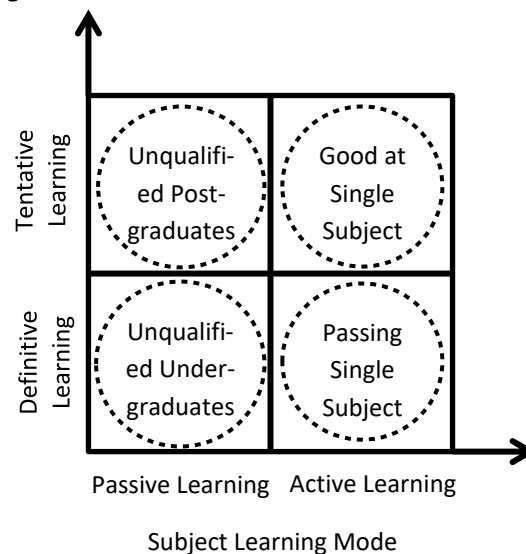 g
Tentative
Learning
Unqualifi-
ed Post-
graduates
Good at
Single
Subject
Definitive
Learning
Unqualifi-
ed Under-
graduates
Passing
Single
Subject
Passive Learning Active Learning
Subject Learning Mode